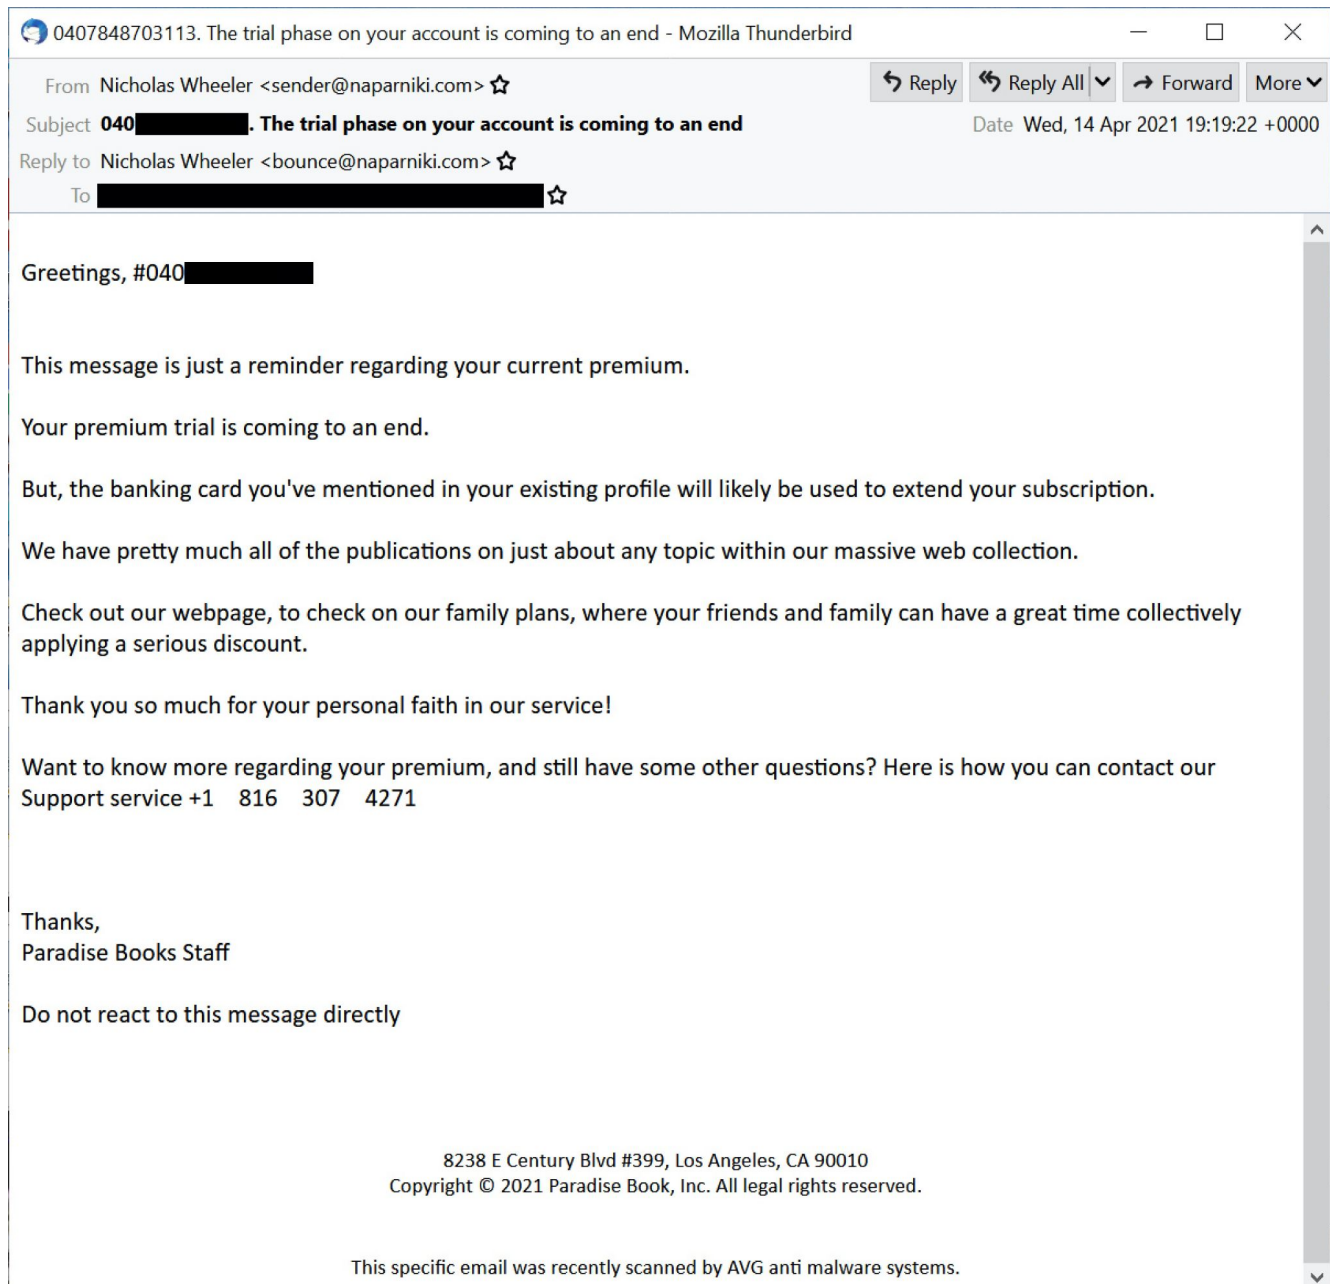 0407848703113. The trial phase on your account is coming to an end - Mozilla Thunderbird
From Nicholas Wheeler <sender@naparniki.com>
Reply Reply All Forward More
Subject 040 . The trial phase on your account is coming to an end
Date Wed, 14 Apr 2021 19:19:22 +0000
Reply to Nicholas Wheeler <bounce@naparniki.com>
To
Greetings, #040
This message is just a reminder regarding your current premium.
Your premium trial is coming to an end.
But, the banking card you've mentioned in your existing profile will likely be used to extend your subscription.
We have pretty much all of the publications on just about any topic within our massive web collection.
Check out our webpage, to check on our family plans, where your friends and family can have a great time collectively
applying a serious discount.
Thank you so much for your personal faith in our service!
Want to know more regarding your premium, and still have some other questions? Here is how you can contact our
Support service +1 816 307 4271
Thanks,
Paradise Books Staff
Do not react to this message directly
8238 E Century Blvd #399, Los Angeles, CA 90010
Copyright © 2021 Paradise Book, Inc. All legal rights reserved.
This specific email was recently scanned by AVG anti malware systems.